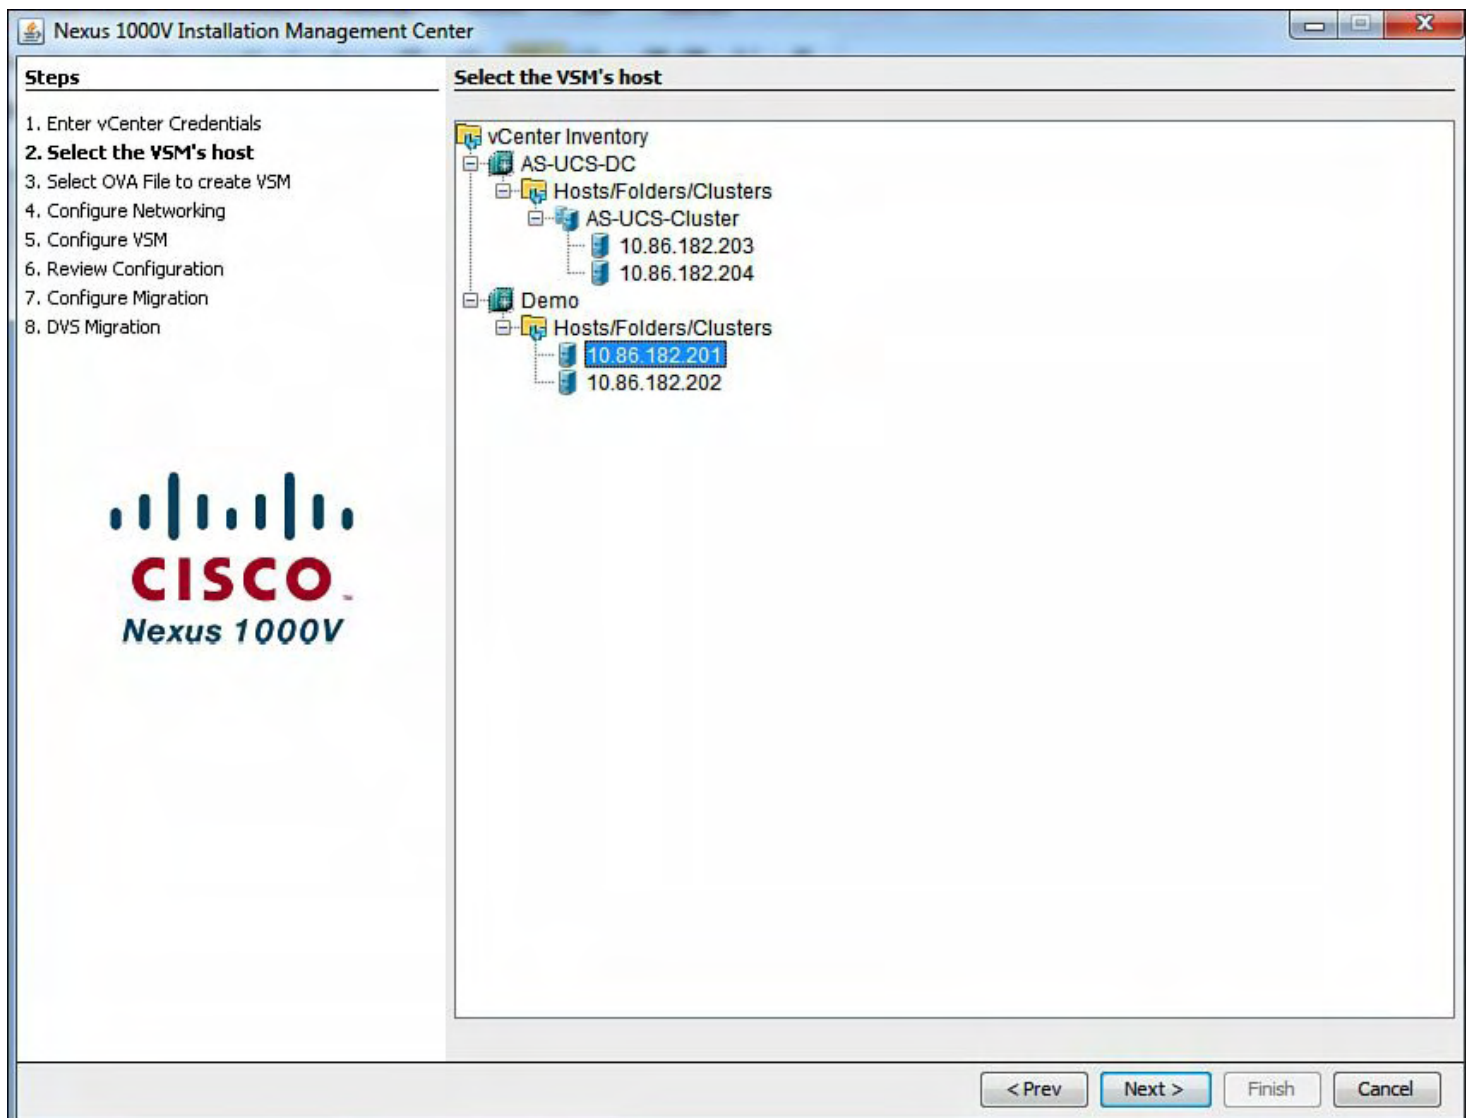 Nexus 1000V Installation Management Center
Steps
1. Enter vCenter Credentials
2. Select the VSM's host
3. Select OVA File to create VSM
4. Configure Networking
5. Configure VSM
6. Review Configuration
7. Configure Migration
8. DVS Migration
CISCO™
Nexus 1000V
Select the VSM's host
vCenter Inventory
AS-UCS-DC
Hosts/Folders/Clusters
AS-UCS-Cluster
10.86.182.203
10.86.182.204
Demo
Hosts/Folders/Clusters
10.86.182.201
10.86.182.202
< Prev
Next >
Finish
Cancel